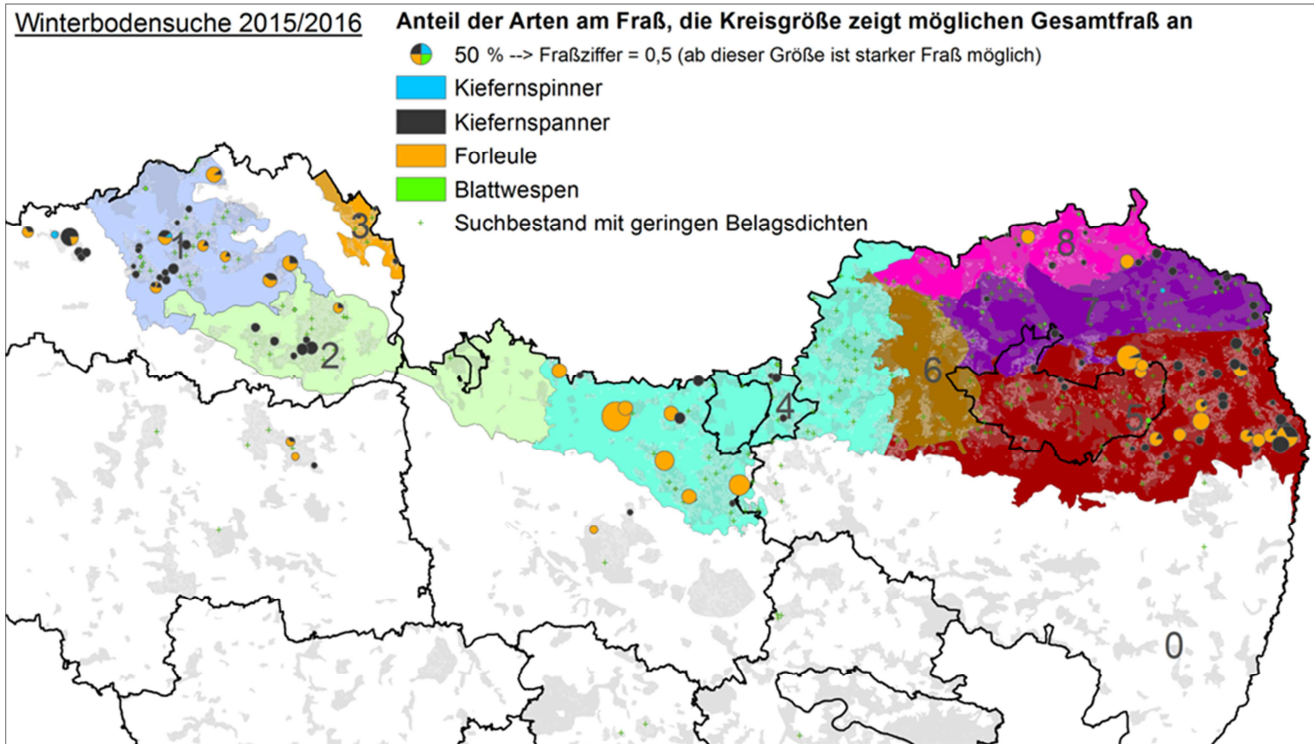 Winterbodensuche 2015/2016
Anteil der Arten am Fraß, die Kreisgröße zeigt möglichen Gesamtfraß an
50 % --> Fraßziffer = 0,5 (ab dieser Größe ist starker Fraß möglich)
Kiefernspinner
Kiefernspanner
Forleule
Blattwespen
Suchbestand mit geringen Belagsdichten
1
3
8
7
2
6
4
5
0